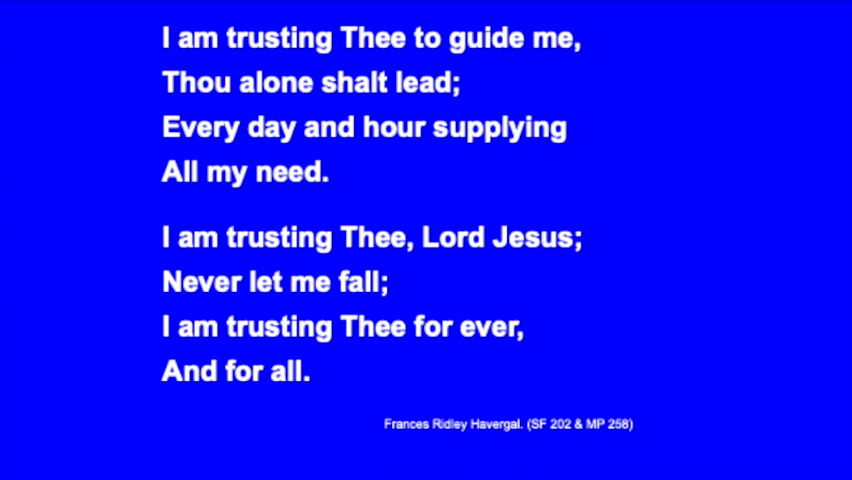 I am trusting Thee to guide me,
Thou alone shalt lead;
Every day and hour supplying
All my need.
I am trusting Thee, Lord Jesus;
Never let me fall;
I am trusting Thee for ever,
And for all.
Frances Ridley Havergal. (SF 202 & MP 258)